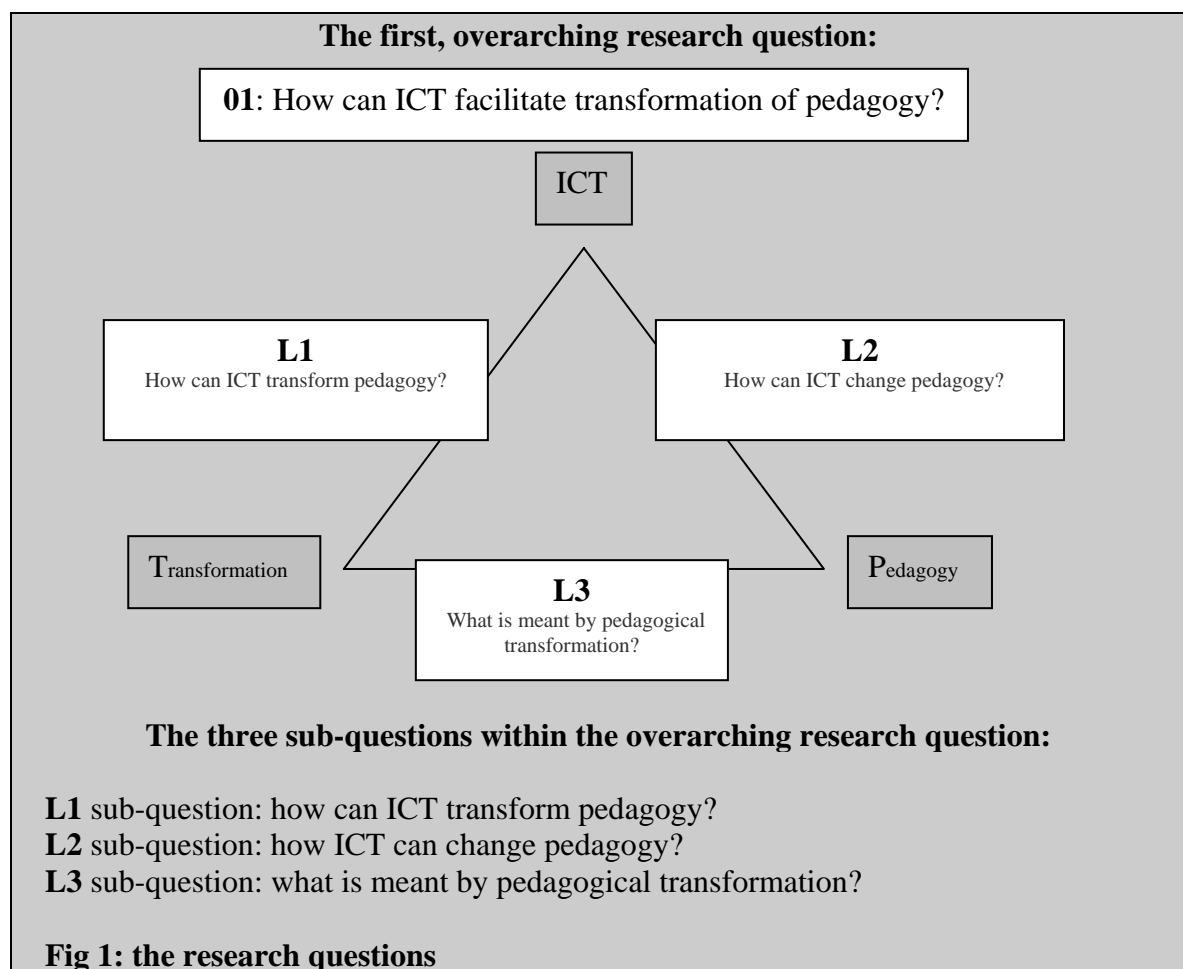 The first, overarching research question:
01: How can ICT facilitate transformation of pedagogy?
ICT
L1
How can ICT transform pedagogy?
L2
How can ICT change pedagogy?
Transformation
L3
What is meant by pedagogical
transformation?
Pedagogy
The three sub-questions within the overarching research question:
L1 sub-question: how can ICT transform pedagogy?
L2 sub-question: how ICT can change pedagogy?
L3 sub-question: what is meant by pedagogical transformation?
Fig 1: the research questions